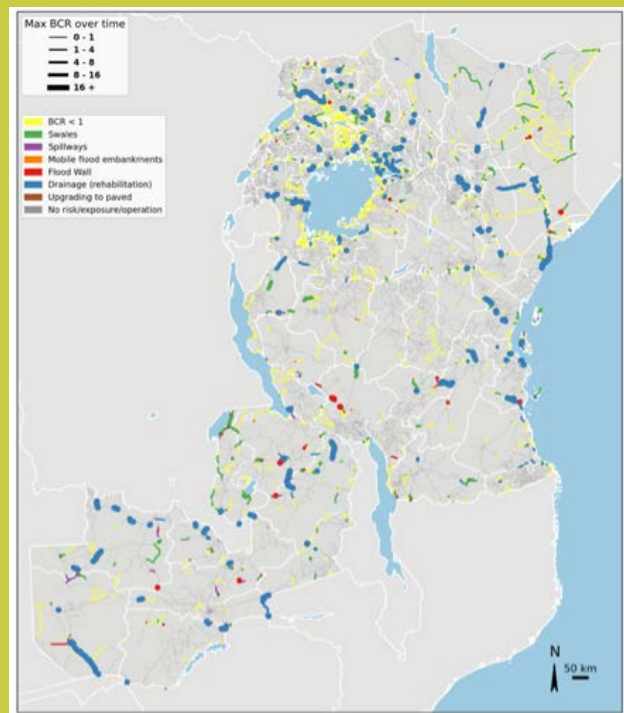 Max BCR over time
0 - 1
1 - 4
4 - 8
8 - 16
16 +
BCR < 1
Swales
Spillways
Mobile flood embankments
Flood Wall
Drainage (rehabilitation)
Upgrading to paved
No risk/exposure/operation
N
50 km